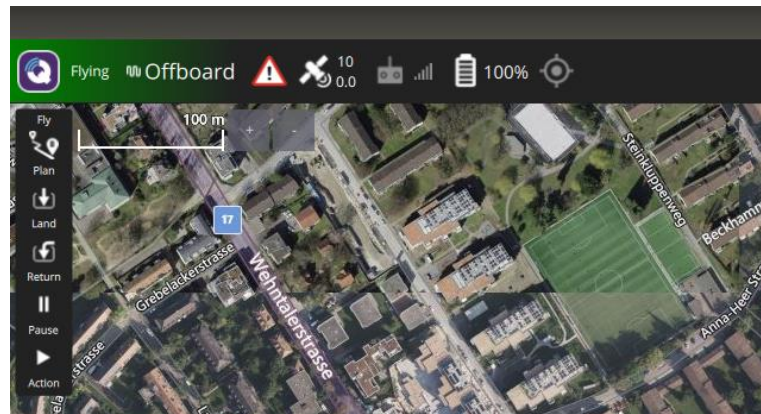 Flying Offboard 10
0.0 100%
Fly
100 m
+ -
Plan
Land
17
Return
Grebelackerstrasse
Wehntalerstrasse
Steinkluppenweg
Beckhamm
Anna-Heer Str
Pause
Action
strasse